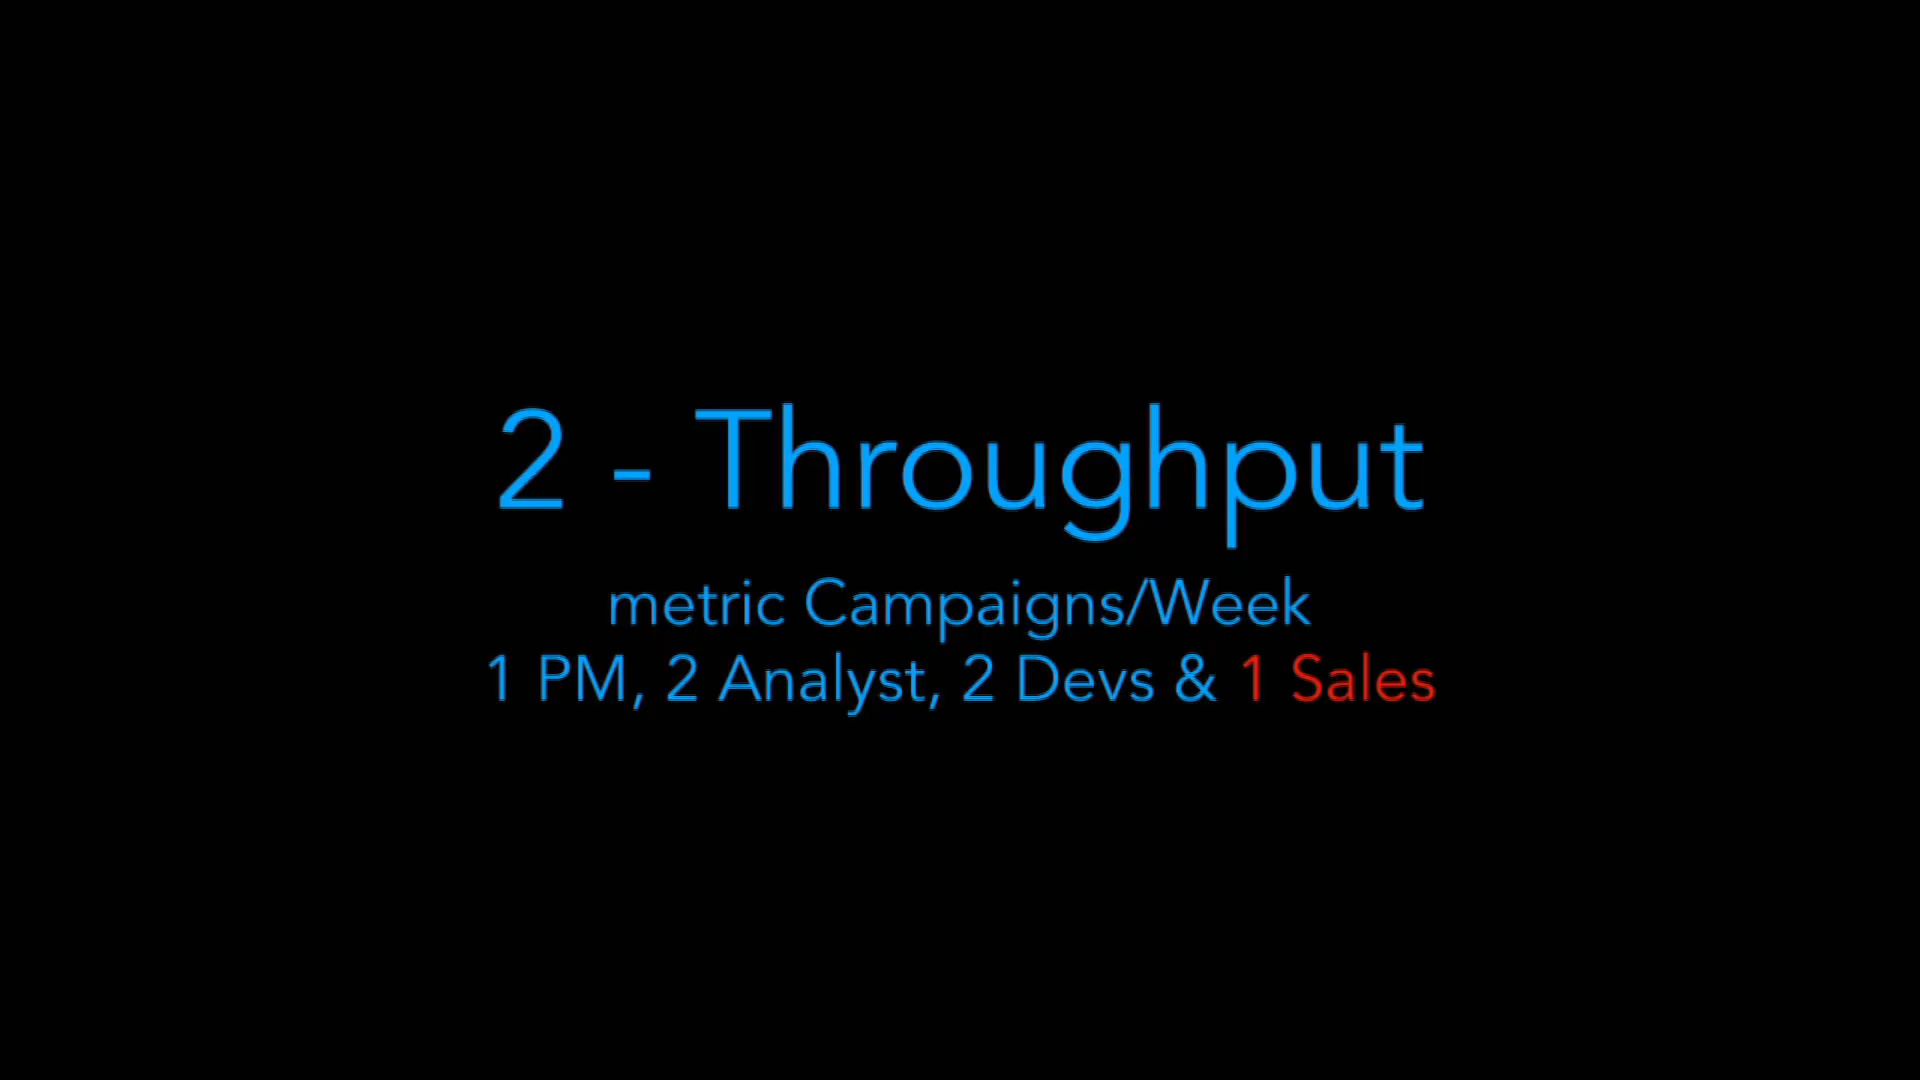 2 - Throughput
metric Campaigns/Week
1 PM, 2 Analyst, 2 Devs & 1 Sales